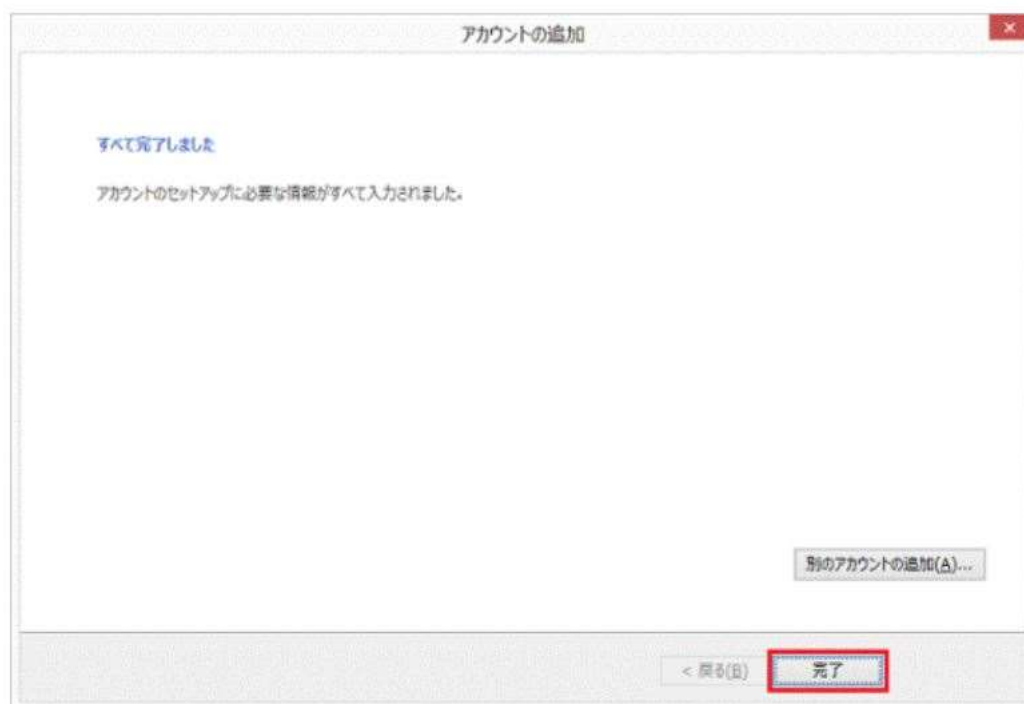 アカウントの追加
すべて完了しました
アカウントのセットアップに必要な情報がすべて入力されました。
別のアカウントの追加(A)...
< 戻る(B)
完了